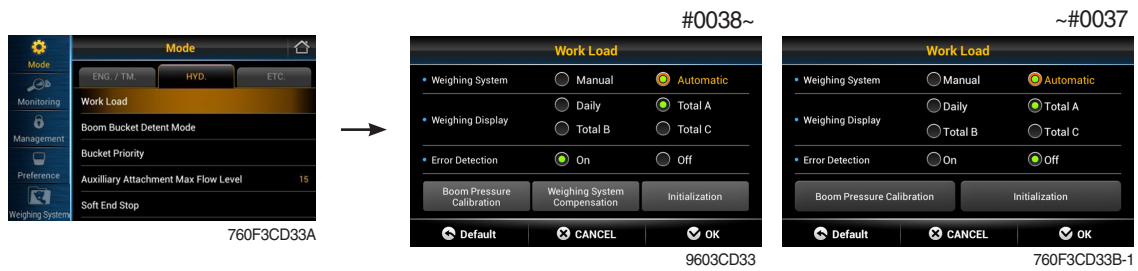 #0038~
~#0037
Mode
Mode
Monitoring
Management
Preference
Weighing System
ENG. / TM.
HYD.
ETC.
Work Load
Boom Bucket Detent Mode
Bucket Priority
Auxilliary Attachment Max Flow Level 15
Soft End Stop
760F3CD33A
Work Load
Weighing System Manual Automatic
Weighing Display Daily Total A
Total B Total C
Error Detection On Off
Boom Pressure
Calibration
Weighing System
Compensation
Initialization
Default CANCEL OK
9603CD33
Work Load
Weighing System Manual Automatic
Weighing Display Daily Total A
Total B Total C
Error Detection On Off
Boom Pressure Calibration Initialization
Default CANCEL OK
760F3CD33B-1